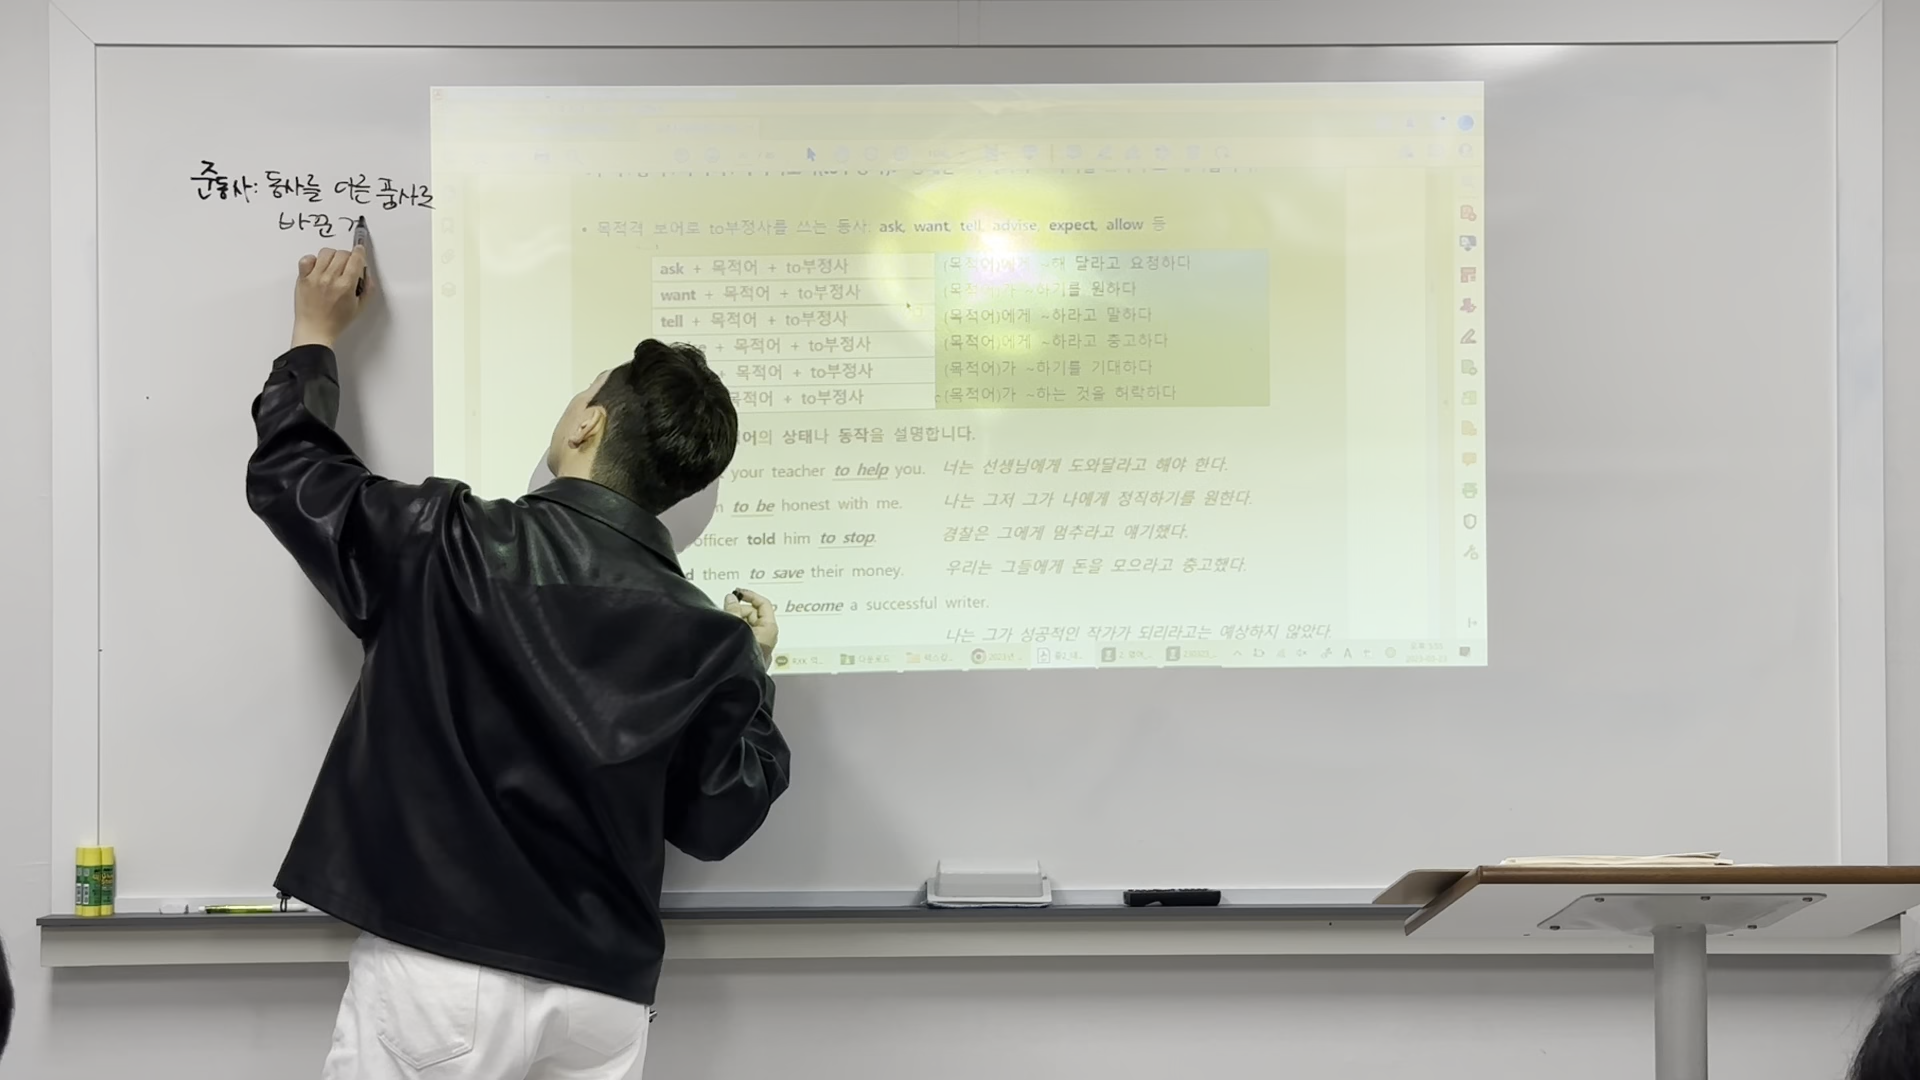 준동사: 동사를 다른 품사로
바꾼
• 목적격 보어로 to부정사를 쓰는 동사: ask, want, tell, advise, expect, allow 등
ask + 목적어 + to부정사 (목적어)에게 ~해 달라고 요청하다
want + 목적어 + to부정사 (목적어)가 ~하기를 원하다
tell + 목적어 + to부정사 (목적어)에게 ~하라고 말하다
+ 목적어 + to부정사 (목적어)에게 ~하라고 충고하다
+ 목적어 + to부정사 (목적어)가 ~하기를 기대하다
목적어 + to부정사 (목적어)가 ~하는 것을 허락하다
상태나 동작을 설명합니다.
your teacher to help you. 너는 선생님에게 도와달라고 해야 한다.
to be honest with me. 나는 그저 그가 나에게 정직하기를 원한다.
officer told him to stop. 경찰은 그에게 멈추라고 얘기했다.
them to save their money. 우리는 그들에게 돈을 모으라고 충고했다.
become a successful writer.
나는 그가 성공적인 작가가 되리라고는 예상하지 않았다.
다운로드